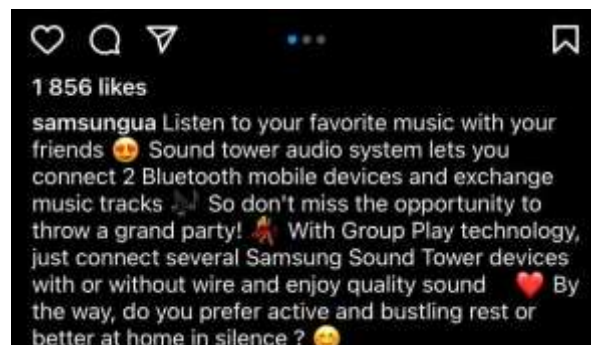 1 856 likes
samsungua Listen to your favorite music with your
friends 😍 Sound tower audio system lets you
connect 2 Bluetooth mobile devices and exchange
music tracks 🎶 So don't miss the opportunity to
throw a grand party! 💃 With Group Play technology,
just connect several Samsung Sound Tower devices
with or without wire and enjoy quality sound ❤️ By
the way, do you prefer active and bustling rest or
better at home in silence ? 😊